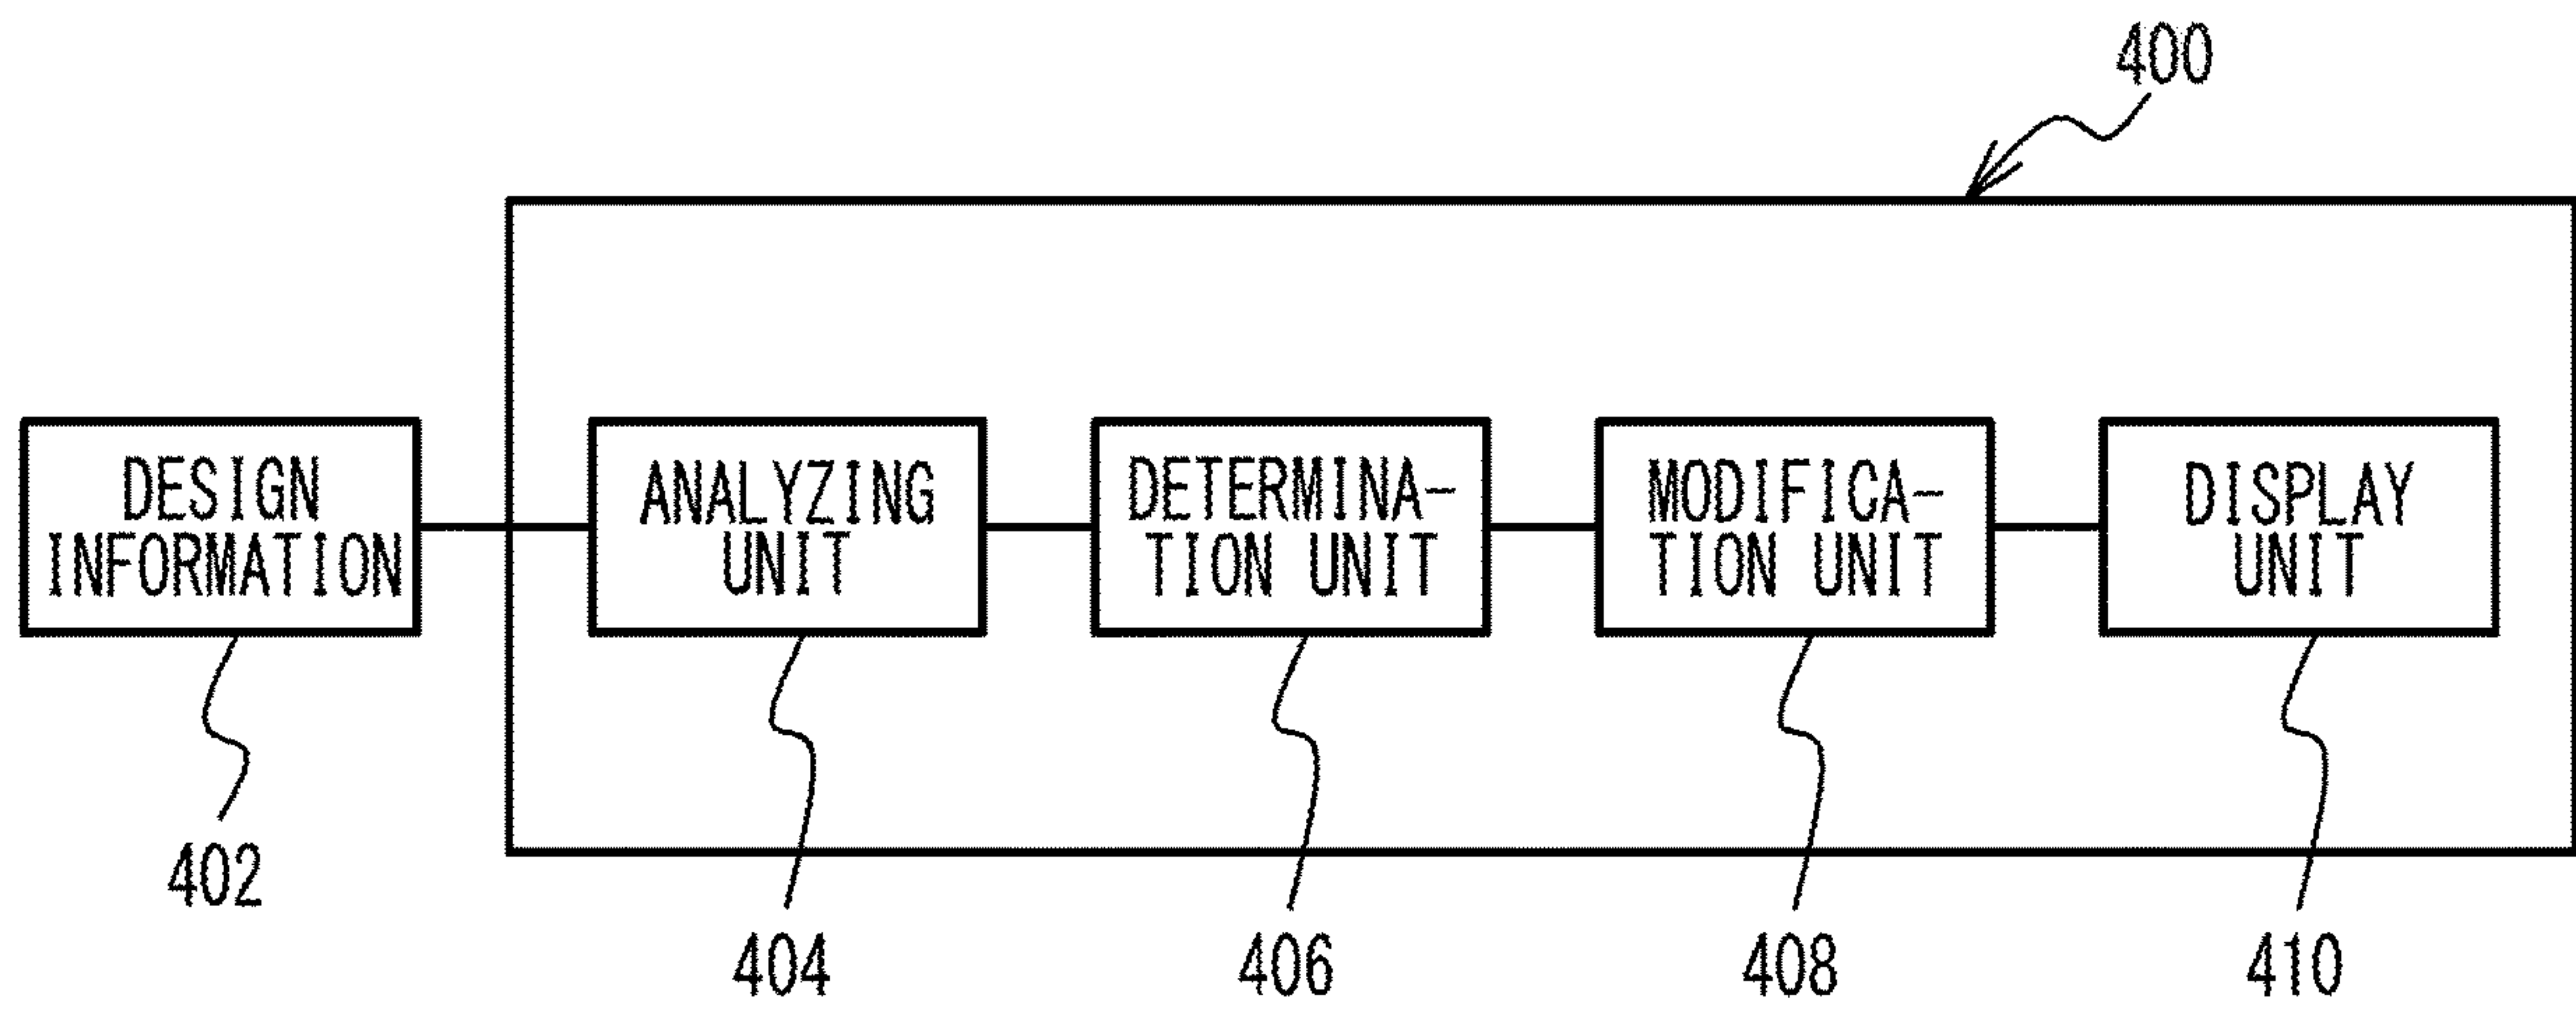 400
DESIGN
INFORMATION
ANALYZING
UNIT
DETERMINA-
TION UNIT
MODIFICA-
TION UNIT
DISPLAY
UNIT
402
404
406
408
410